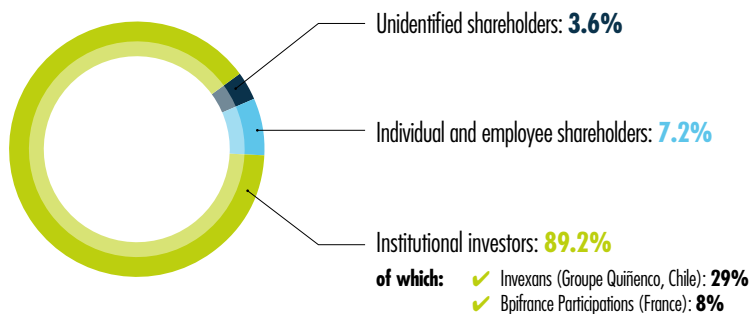 Unidentified shareholders: 3.6%
Individual and employee shareholders: 7.2%
Institutional investors: 89.2%
of which: ✔ Invexans (Groupe Quiñenco, Chile): 29%
✔ Bpifrance Participations (France): 8%